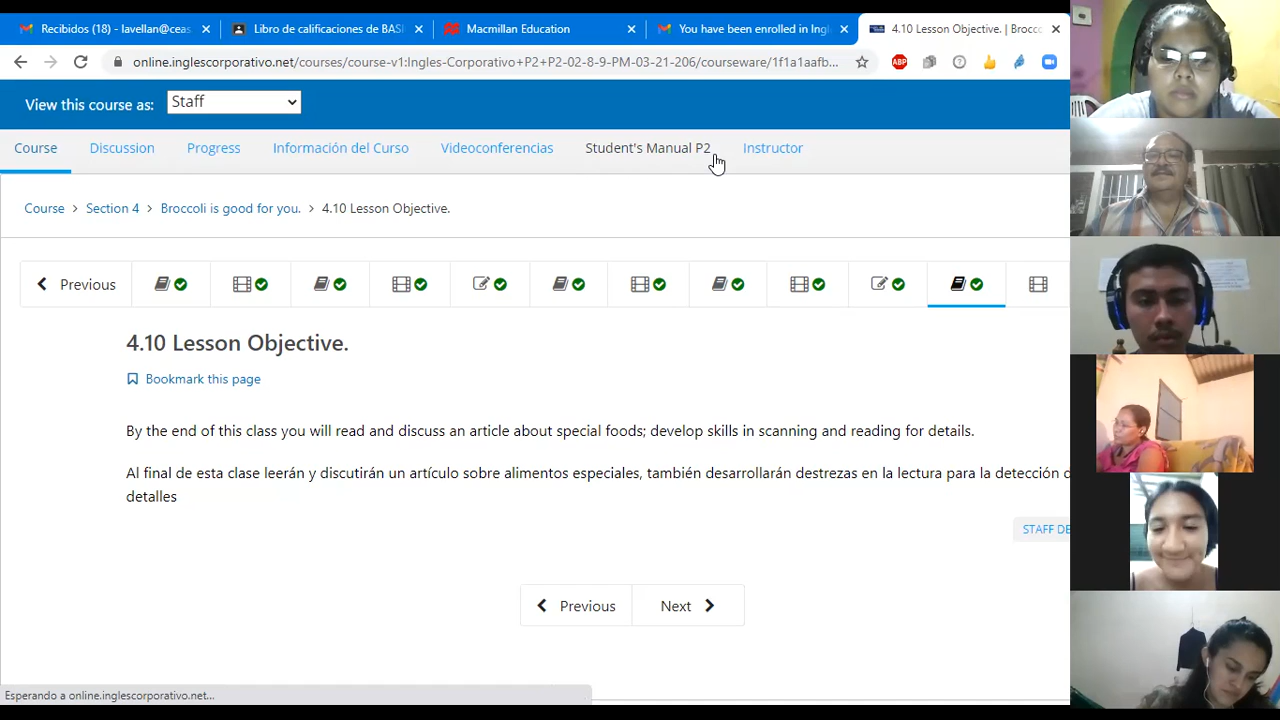 Recibidos (18) - lavellan@ceas
Libro de calificaciones de BASI
Macmillan Education
You have been enrolled in Ingl
4.10 Lesson Objective. | Brocco
online.inglescorporativo.net/courses/course-v1:Ingles-Corporativo+P2+P2-02-8-9-PM-03-21-206/courseware/1f1a1aafb...
ABP
View this course as:
Staff
Course
Discussion
Progress
Información del Curso
Videoconferencias
Student's Manual P2
Instructor
Course > Section 4 > Broccoli is good for you. > 4.10 Lesson Objective.
Previous
4.10 Lesson Objective.
Bookmark this page
By the end of this class you will read and discuss an article about special foods; develop skills in scanning and reading for details.
Al final de esta clase leerán y discutirán un artículo sobre alimentos especiales, también desarrollarán destrezas en la lectura para la detección d
detalles
STAFF DE
Previous
Next
Esperando a online.inglescorporativo.net...